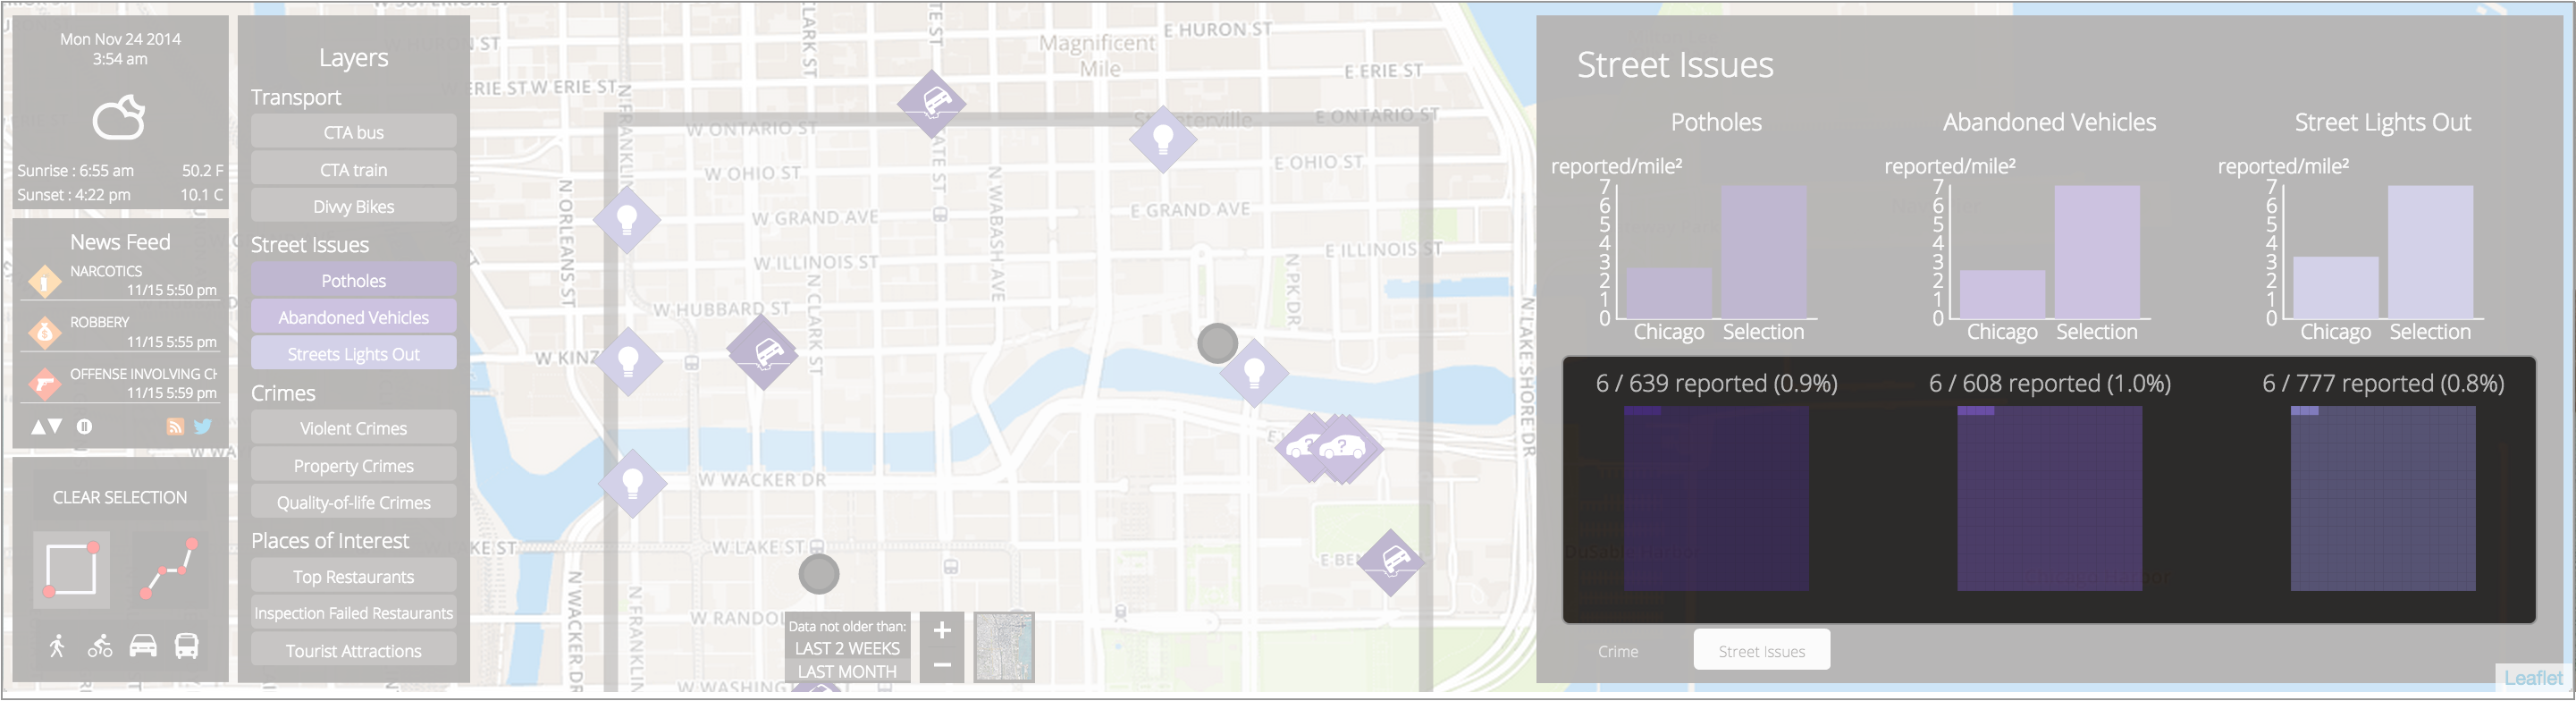 Mon Nov 24 2014
3:54 am
Sunrise : 6:55 am 50.2 F
Sunset : 4:22 pm 10.1 C
News Feed
NARCOTICS
11/15 5:50 pm
ROBBERY
11/15 5:55 pm
OFFENSE INVOLVING CH
11/15 5:59 pm
CLEAR SELECTION
Layers
Transport
CTA bus
CTA train
Divvy Bikes
Street Issues
Potholes
Abandoned Vehicles
Streets Lights Out
Crimes
Violent Crimes
Property Crimes
Quality-of-life Crimes
Places of Interest
Top Restaurants
Inspection Failed Restaurants
Tourist Attractions
W SUPERIOR ST
E HURON ST
Magnificent
Mile
E ERIE ST
ERIE ST W ERIE ST
W ONTARIO ST
E ONTARIO ST
W OHIO ST
E OHIO ST
W GRAND AVE
E GRAND AVE
W ILLINOIS ST
E ILLINOIS ST
W HUBBARD ST
W KINZ
W WACKER DR
W LAKE ST
KE ST
E BEN
W RANDOL
W WASHING
N ORLEANS ST
N FRANKLIN
N CLARK ST
CLARK ST
ATE ST
N WABASH AVE
N PK DR
N LAKE SHORE DR
N WACKER DR
N FRANKLIN
Data not older than:
LAST 2 WEEKS
LAST MONTH
+
−
Street Issues
Potholes
reported/mile²
7
6
5
4
3
2
1
0
Chicago Selection
Abandoned Vehicles
reported/mile²
7
6
5
4
3
2
1
0
Chicago Selection
Street Lights Out
reported/mile²
7
6
5
4
3
2
1
0
Chicago Selection
6 / 639 reported (0.9%)
6 / 608 reported (1.0%)
6 / 777 reported (0.8%)
Crime
Street Issues
Leaflet